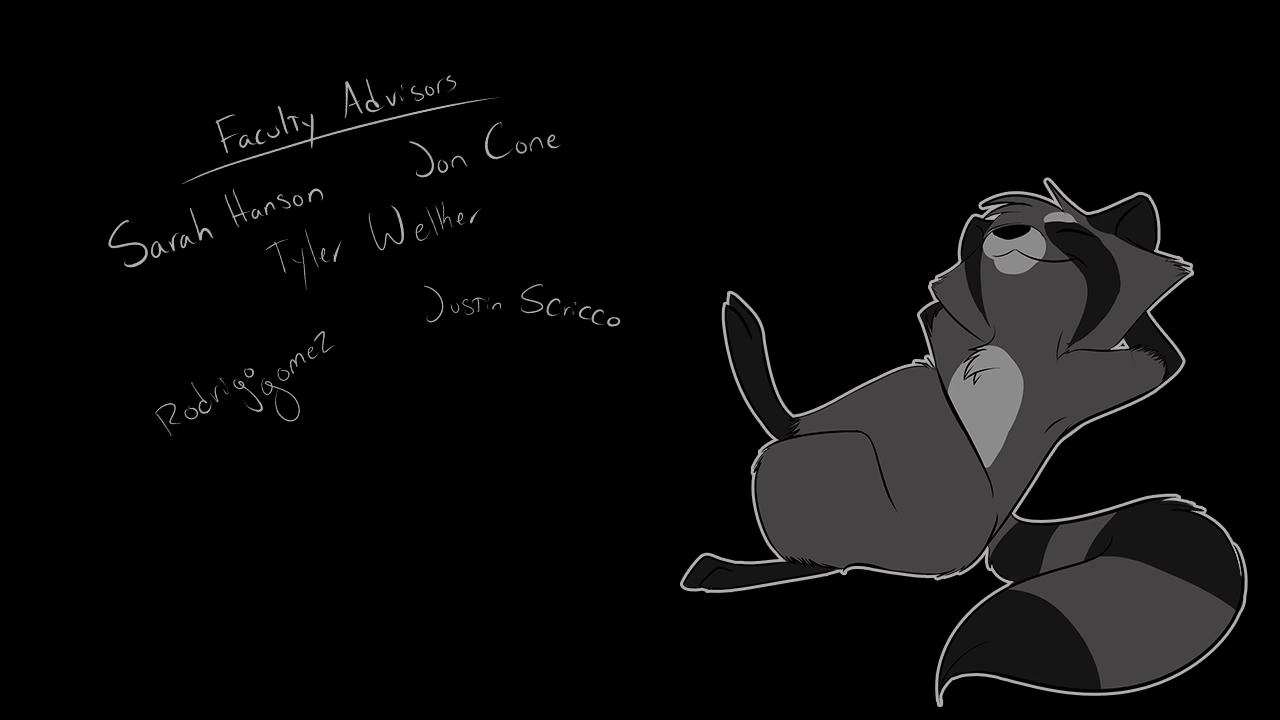 Faculty Advisors
Jon Cone
Sarah Hanson
Tyler Welker
Justin Scricco
Rodrigo gomez